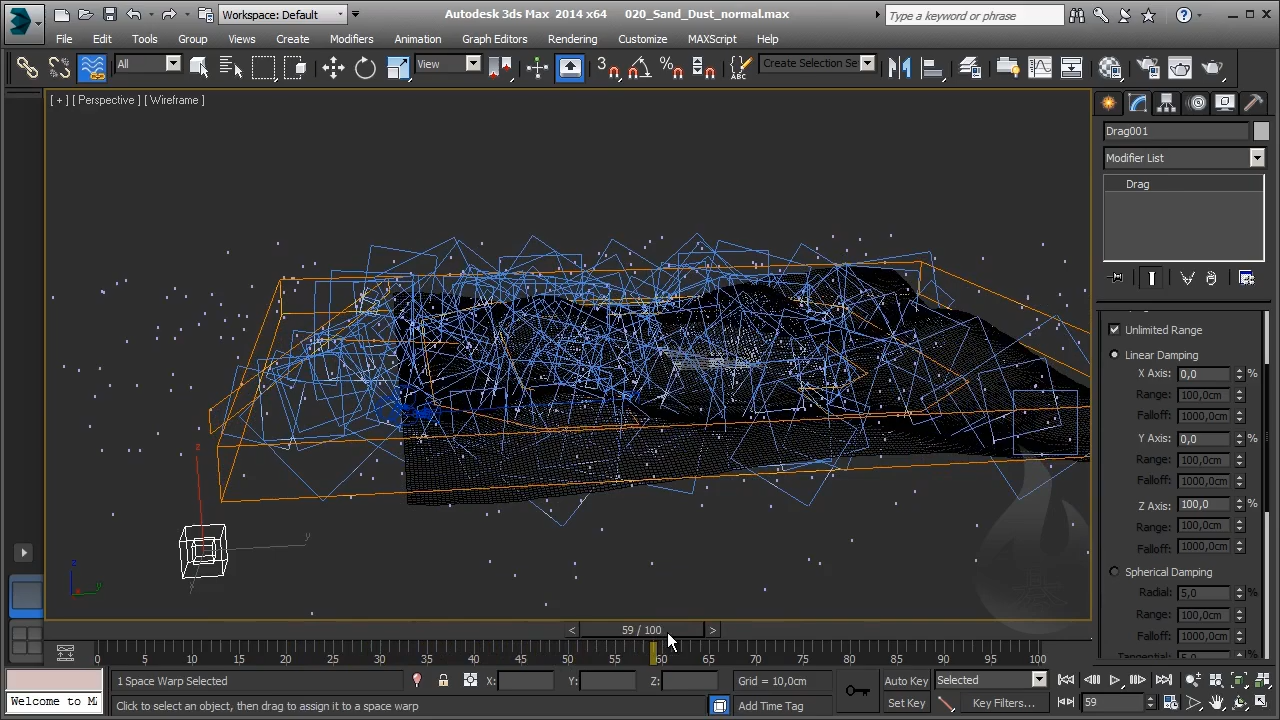 Workspace: Default
Autodesk 3ds Max 2014 x64 020_Sand_Dust_normal.max
Type a keyword or phrase
File Edit Tools Group Views Create Modifiers Animation Graph Editors Rendering Customize MAXScript Help
All
View
3
Create Selection Se
[ + ] [ Perspective ] [ Wireframe ]
Drag001
Modifier List
Drag
Unlimited Range
Linear Damping
X Axis: 0,0 %
Range: 100,0cm
Falloff: 1000,0cm
Y Axis: 0,0 %
Range: 100,0cm
Falloff: 1000,0cm
Z Axis: 100,0 %
Range: 100,0cm
Falloff: 1000,0cm
Spherical Damping
Radial: 5,0 %
Range: 100,0cm
Falloff: 1000,0cm
Tangential: 5,0 %
z
y
x
z
y
< 59 / 100 >
0 5 10 15 20 25 30 35 40 45 50 55 60 65 70 75 80 85 90 95 100
1 Space Warp Selected
X: Y: Z:
Grid = 10,0cm
Auto Key
Selected
Welcome to M
Click to select an object, then drag to assign it to a space warp
Add Time Tag
Set Key
Key Filters...
59